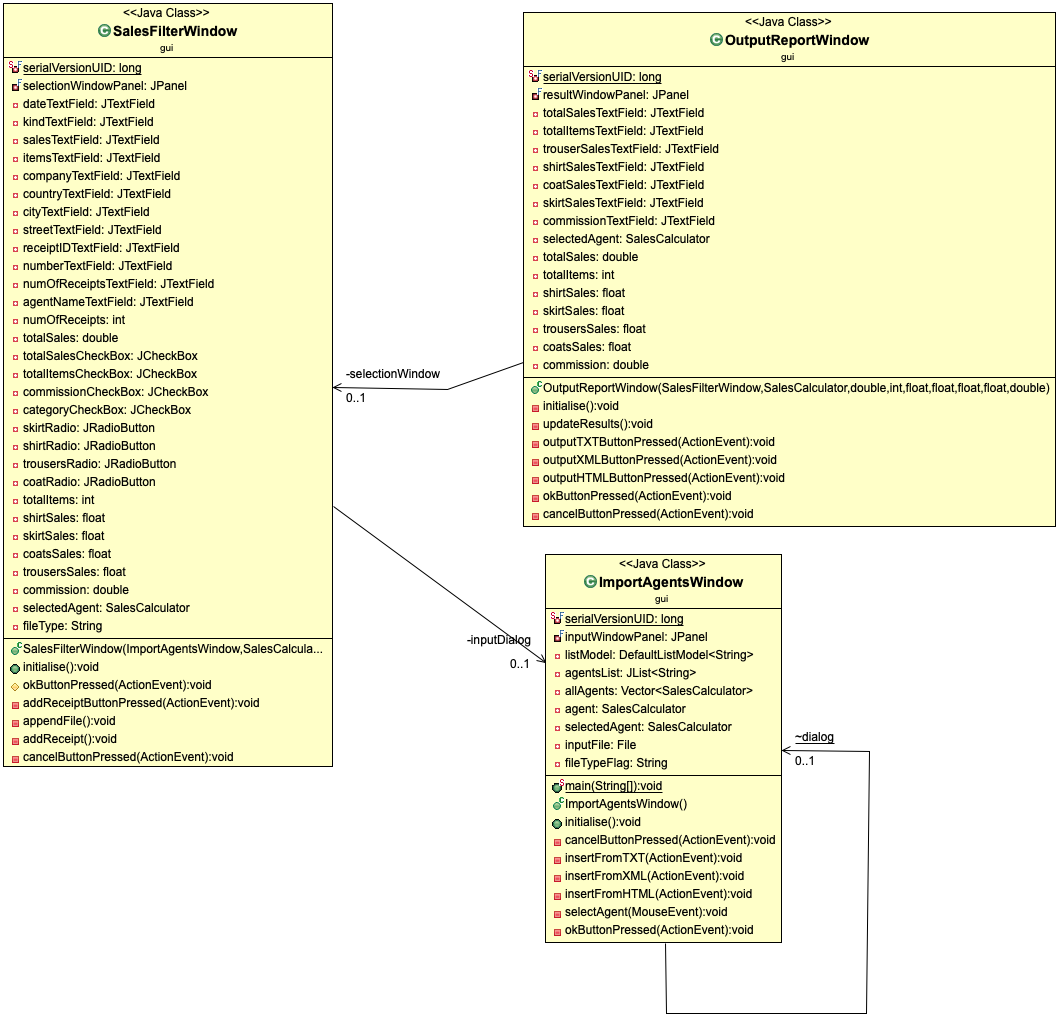 <<Java Class>>
SalesFilterWindow
gui
serialVersionUID: long
selectionWindowPanel: JPanel
dateTextField: JTextField
kindTextField: JTextField
salesTextField: JTextField
itemsTextField: JTextField
companyTextField: JTextField
countryTextField: JTextField
cityTextField: JTextField
streetTextField: JTextField
receiptIDTextField: JTextField
numberTextField: JTextField
numOfReceiptsTextField: JTextField
agentNameTextField: JTextField
numOfReceipts: int
totalSales: double
totalSalesCheckBox: JCheckBox
totalItemsCheckBox: JCheckBox
commissionCheckBox: JCheckBox
categoryCheckBox: JCheckBox
skirtRadio: JRadioButton
shirtRadio: JRadioButton
trousersRadio: JRadioButton
coatRadio: JRadioButton
totalItems: int
shirtSales: float
skirtSales: float
coatsSales: float
trousersSales: float
commission: double
selectedAgent: SalesCalculator
fileType: String
SalesFilterWindow(ImportAgentsWindow,SalesCalcula...
initialise():void
okButtonPressed(ActionEvent):void
addReceiptButtonPressed(ActionEvent):void
appendFile():void
addReceipt():void
cancelButtonPressed(ActionEvent):void
<<Java Class>>
OutputReportWindow
gui
serialVersionUID: long
resultWindowPanel: JPanel
totalSalesTextField: JTextField
totalItemsTextField: JTextField
trouserSalesTextField: JTextField
shirtSalesTextField: JTextField
coatSalesTextField: JTextField
skirtSalesTextField: JTextField
commissionTextField: JTextField
selectedAgent: SalesCalculator
totalSales: double
totalItems: int
shirtSales: float
skirtSales: float
trousersSales: float
coatsSales: float
commission: double
OutputReportWindow(SalesFilterWindow,SalesCalculator,double,int,float,float,float,float,double)
initialise():void
updateResults():void
outputTXTButtonPressed(ActionEvent):void
outputXMLButtonPressed(ActionEvent):void
outputHTMLButtonPressed(ActionEvent):void
okButtonPressed(ActionEvent):void
cancelButtonPressed(ActionEvent):void
-selectionWindow
0..1
-inputDialog
0..1
<<Java Class>>
ImportAgentsWindow
gui
serialVersionUID: long
inputWindowPanel: JPanel
listModel: DefaultListModel<String>
agentsList: JList<String>
allAgents: Vector<SalesCalculator>
agent: SalesCalculator
selectedAgent: SalesCalculator
inputFile: File
fileTypeFlag: String
main(String[]):void
ImportAgentsWindow()
initialise():void
cancelButtonPressed(ActionEvent):void
insertFromTXT(ActionEvent):void
insertFromXML(ActionEvent):void
insertFromHTML(ActionEvent):void
selectAgent(MouseEvent):void
okButtonPressed(ActionEvent):void
~dialog
0..1